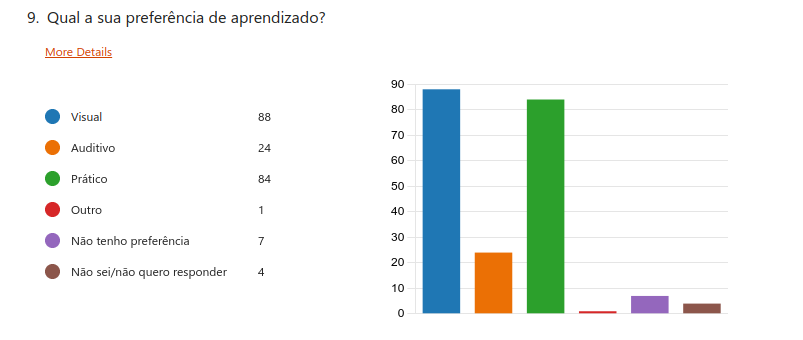 9. Qual a sua preferência de aprendizado?
More Details
Visual 88
Auditivo 24
Prático 84
Outro 1
Não tenho preferência 7
Não sei/não quero responder 4
90
80
70
60
50
40
30
20
10
0